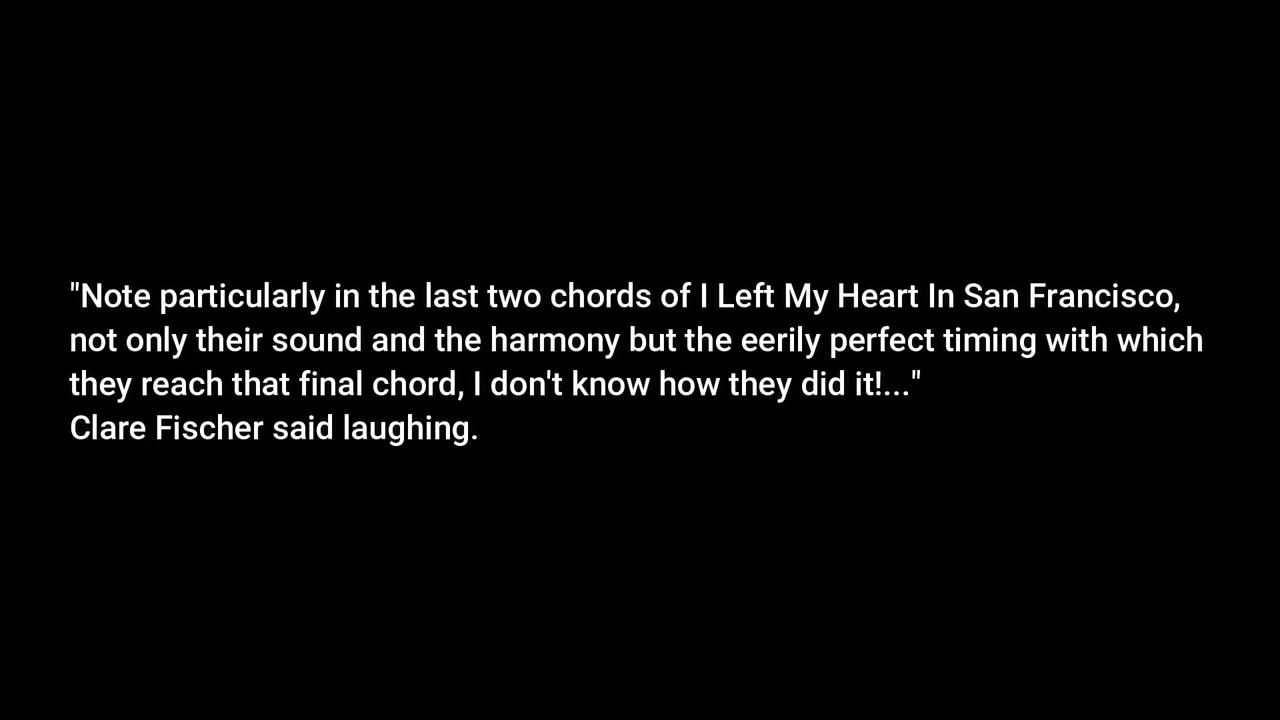 "Note particularly in the last two chords of I Left My Heart In San Francisco,
not only their sound and the harmony but the eerily perfect timing with which
they reach that final chord, I don't know how they did it!..."
Clare Fischer said laughing.